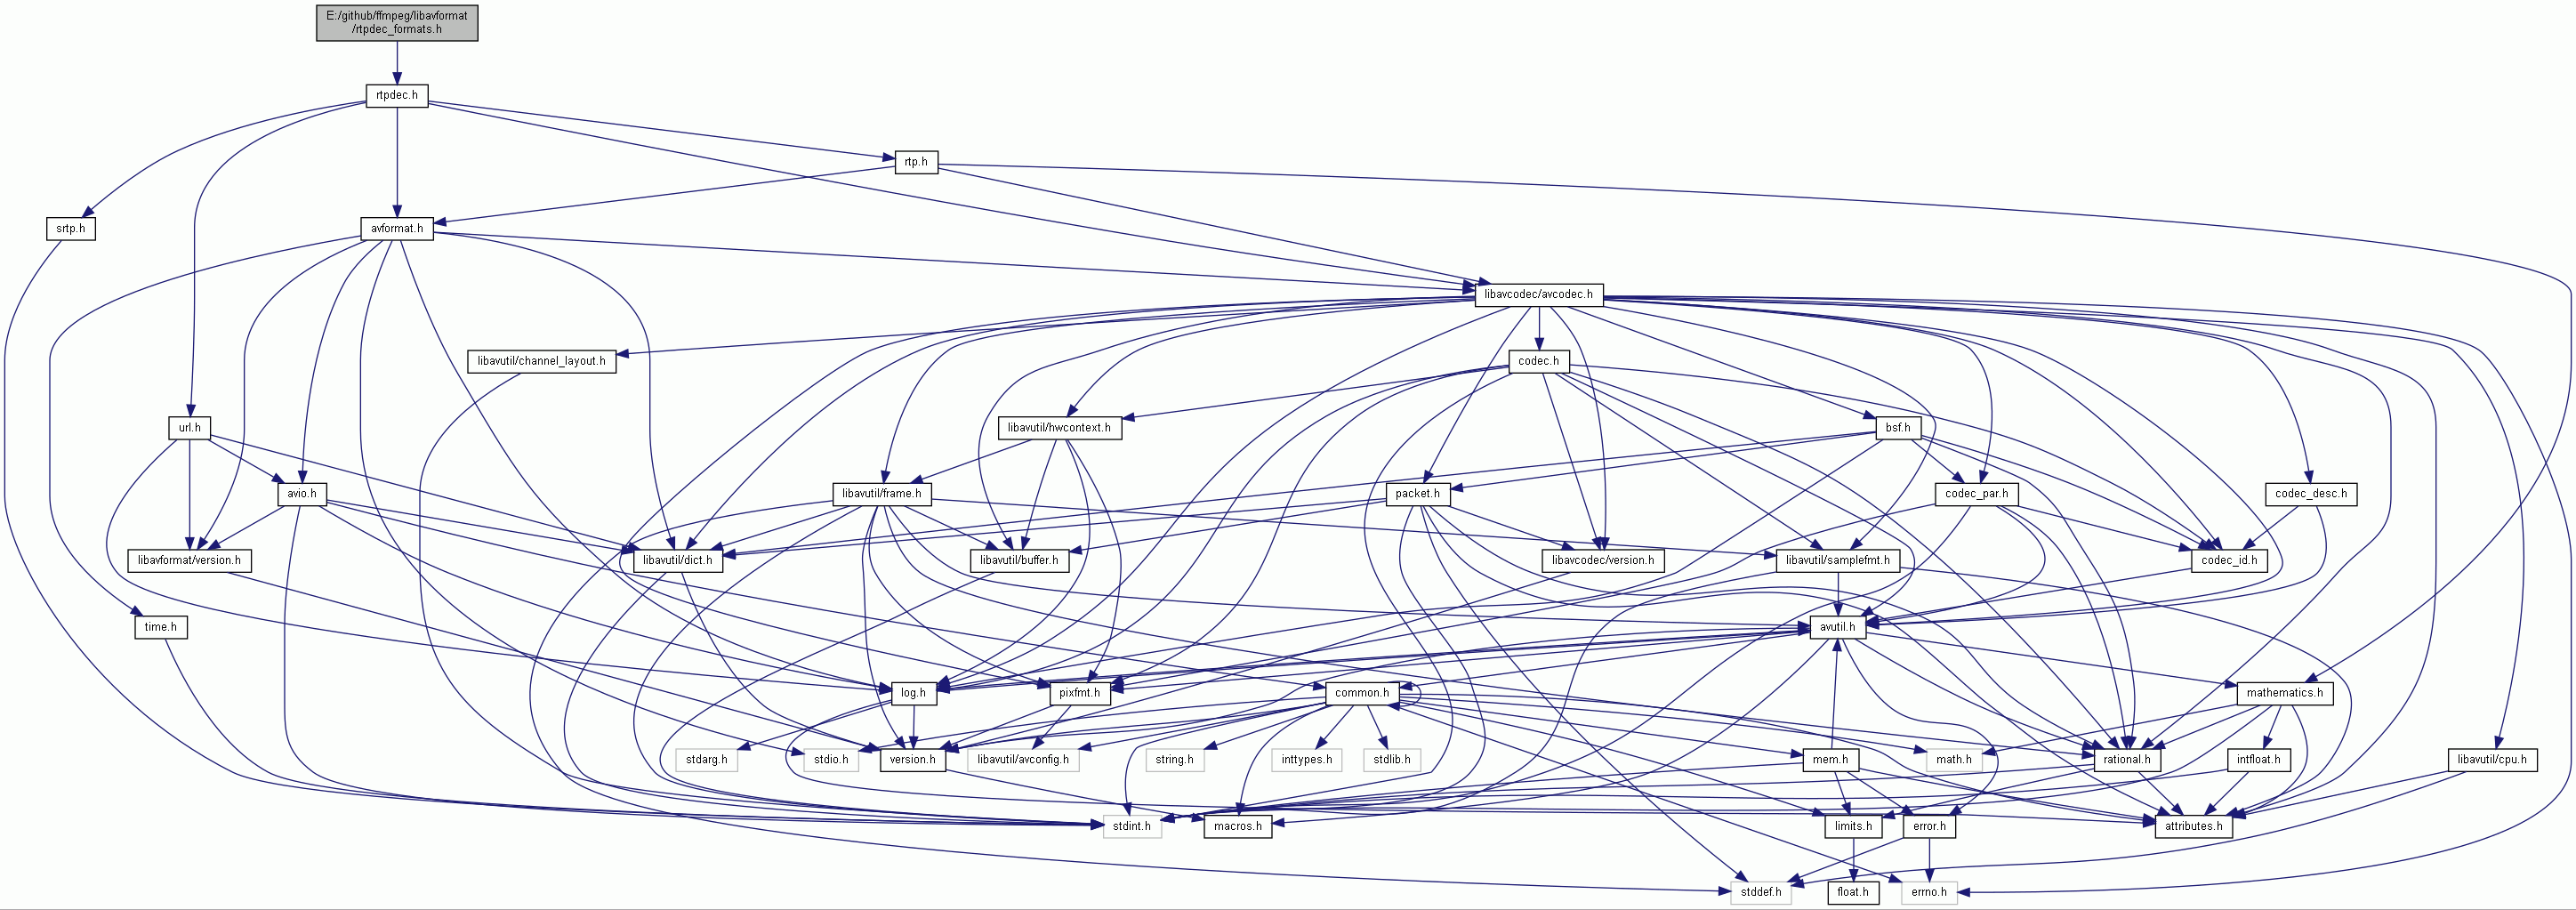 E:/github/ffmpeg/libavformat
/rtpdec_formats.h
rtpdec.h
rtp.h
srtp.h
avformat.h
libavcodec/avcodec.h
libavutil/channel_layout.h
codec.h
url.h
libavutil/hwcontext.h
bsf.h
avio.h
libavutil/frame.h
packet.h
codec_par.h
codec_desc.h
libavformat/version.h
libavutil/dict.h
libavutil/buffer.h
libavcodec/version.h
libavutil/samplefmt.h
codec_id.h
time.h
avutil.h
log.h
pixfmt.h
common.h
mathematics.h
stdarg.h
stdio.h
version.h
libavutil/avconfig.h
string.h
inttypes.h
stdlib.h
mem.h
math.h
rational.h
intfloat.h
libavutil/cpu.h
stdint.h
macros.h
limits.h
error.h
attributes.h
stddef.h
float.h
errno.h